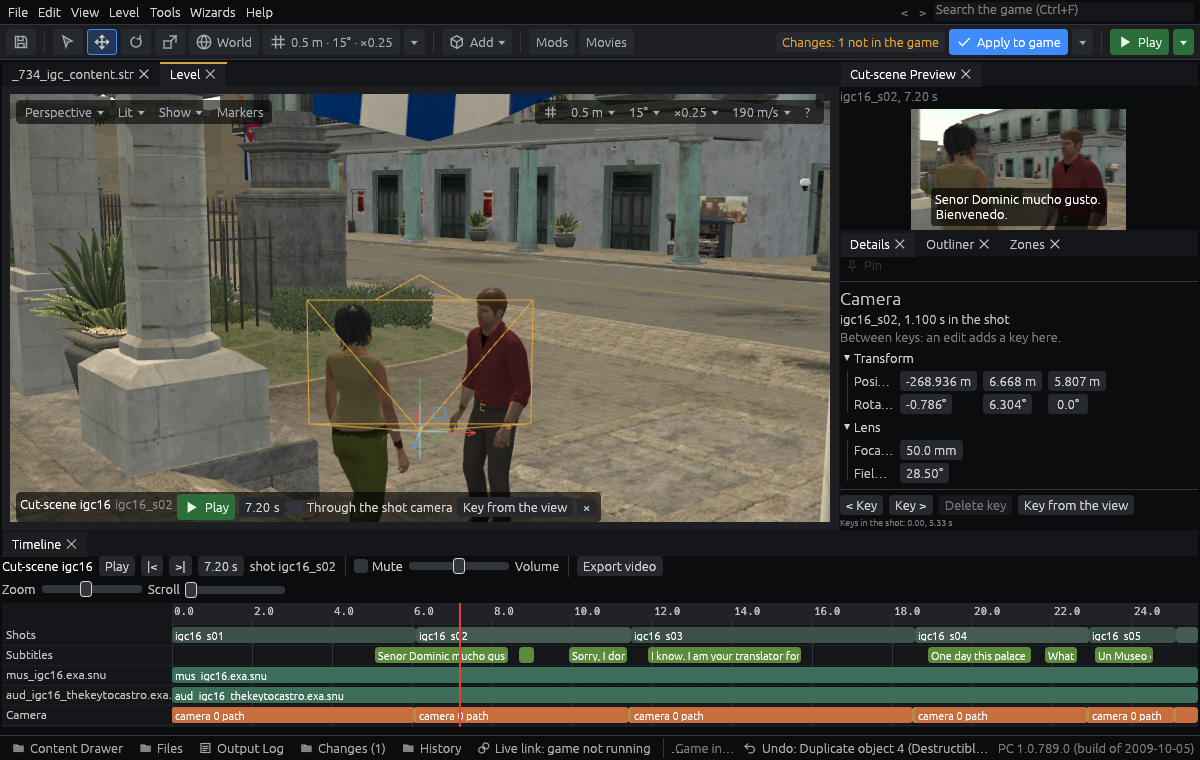 File Edit View Level Tools Wizards Help
< > Search the game (Ctrl+F)
World 0.5 m · 15° · ×0.25 Add Mods Movies Changes: 1 not in the game Apply to game Play
_734_igc_content.str Level Cut-scene Preview
igc16_s02, 7.20 s
Perspective Lit Show Markers 0.5 m 15° ×0.25 190 m/s ?
Senor Dominic mucho gusto.
Bienvenedo.
Details Outliner Zones
Pin
Camera
igc16_s02, 1.100 s in the shot
Between keys: an edit adds a key here.
Transform
Posi... -268.936 m 6.668 m 5.807 m
Rota... -0.786° 6.304° 0.0°
Lens
Foca... 50.0 mm
Fiel... 28.50°
Cut-scene igc16 igc16_s02. Play 7.20 s Through the shot camera Key from the view ×
< Key Key > Delete key Key from the view
Keys in the shot: 0.00, 5.33 s
Timeline
Cut-scene igc16 Play |< >| 7.20 s shot igc16_s02 Mute Volume Export video
Zoom Scroll
0.0 2.0 4.0 6.0 8.0 10.0 12.0 14.0 16.0 18.0 20.0 22.0 24.0
Shots igc16_s01 igc16_s02 igc16_s03 igc16_s04 igc16_s05
Subtitles Senor Dominic mucho gus Sorry, I dor I know. I am your translator for One day this palace What Un Museo
mus_igc16.exa.snu mus_igc16.exa.snu
aud_igc16_thekeytocastro.exa. aud_igc16_thekeytocastro.exa.snu
Camera camera 0 path camera 0 path camera 0 path camera 0 path camera 0 path
Content Drawer Files Output Log Changes (1) History Live link: game not running .Game in... Undo: Duplicate object 4 (Destructibl... PC 1.0.789.0 (build of 2009-10-05)